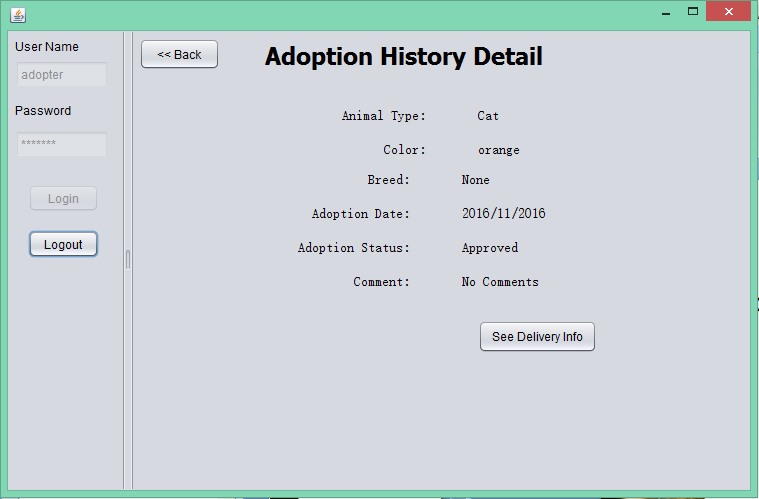 User Name
adopter
Password
*******
Login
Logout
<< Back
Adoption History Detail
Animal Type: Cat
Color: orange
Breed: None
Adoption Date: 2016/11/2016
Adoption Status: Approved
Comment: No Comments
See Delivery Info